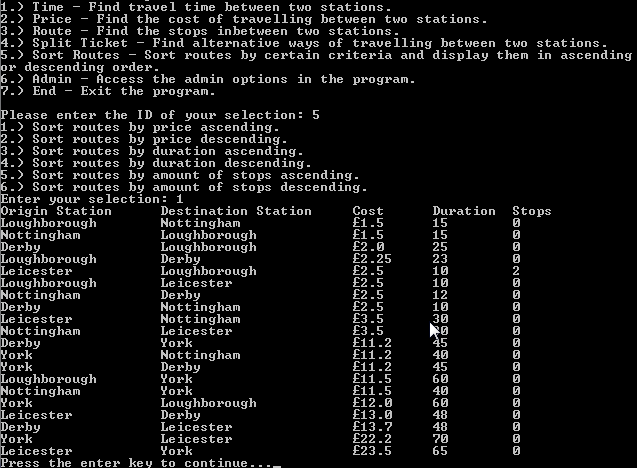 1.) Time - Find travel time between two stations.
2.) Price - Find the cost of travelling between two stations.
3.) Route - Find the stops inbetween two stations.
4.) Split Ticket - Find alternative ways of travelling between two stations.
5.) Sort Routes - Sort routes by certain criteria and display them in ascending
or descending order.
6.) Admin - Access the admin options in the program.
7.) End - Exit the program.
Please enter the ID of your selection: 5
1.) Sort routes by price ascending.
2.) Sort routes by price descending.
3.) Sort routes by duration ascending.
4.) Sort routes by duration descending.
5.) Sort routes by amount of stops ascending.
6.) Sort routes by amount of stops descending.
Enter your selection: 1
Origin Station Destination Station Cost Duration Stops
Loughborough Nottingham £1.5 15 0
Nottingham Loughborough £1.5 15 0
Derby Loughborough £2.0 25 0
Loughborough Derby £2.25 23 0
Leicester Loughborough £2.5 10 2
Loughborough Leicester £2.5 10 0
Nottingham Derby £2.5 12 0
Derby Nottingham £2.5 10 0
Leicester Nottingham £3.5 30 0
Nottingham Leicester £3.5 0
Derby York £11.2 45 0
York Nottingham £11.2 40 0
York Derby £11.2 45 0
Loughborough York £11.5 60 0
Nottingham York £11.5 40 0
York Loughborough £12.0 60 0
Leicester Derby £13.0 48 0
Derby Leicester £13.7 48 0
York Leicester £22.2 70 0
Leicester York £23.5 65 0
Press the enter key to continue..._